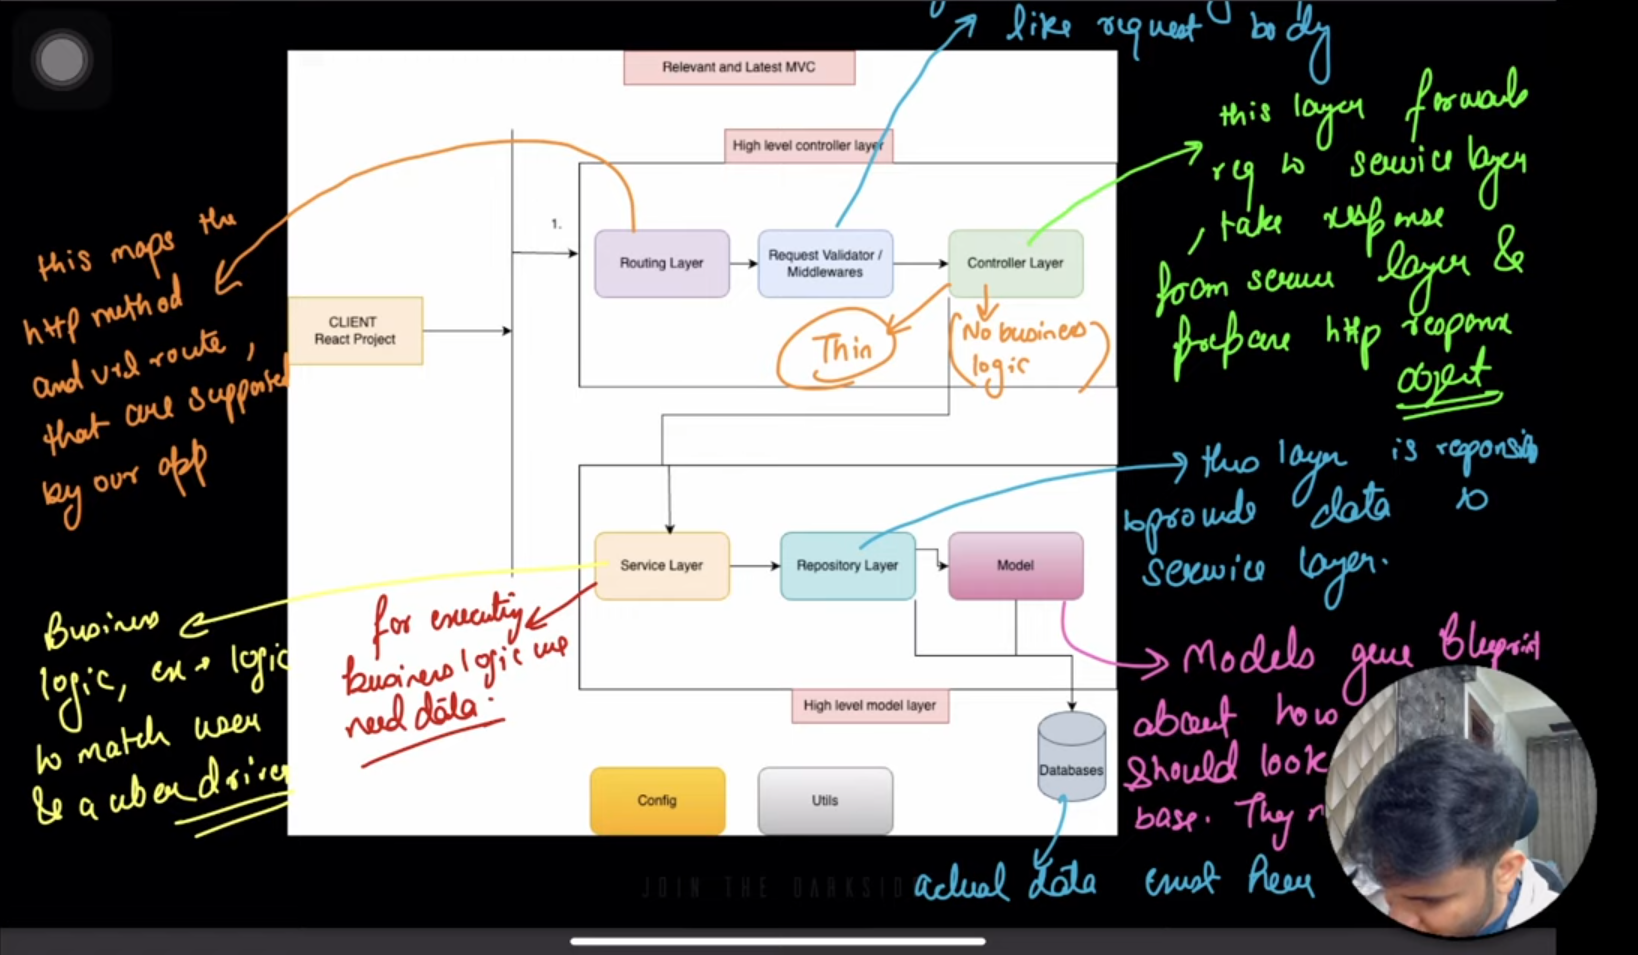 like request body
Relevant and Latest MVC
High level controller layer
1.
Routing Layer
Request Validator /
Middlewares
Controller Layer
Thin
(No business
logic)
CLIENT
React Project
this maps the
http method
and url route,
that are supported
by our app
this layer forwards
req to service layer
, take response
from service layer &
prepare http response
object
Service Layer
Repository Layer
Model
this layer is
provide data to
service layer.
Business
logic, ex → logic
to match user
& a uber driver
for executing
business logic we
need data.
High level model layer
Models give Blueprint
about how
should look
base. They
Databases
Config
Utils
actual data exist here
JOIN THE DARKSID